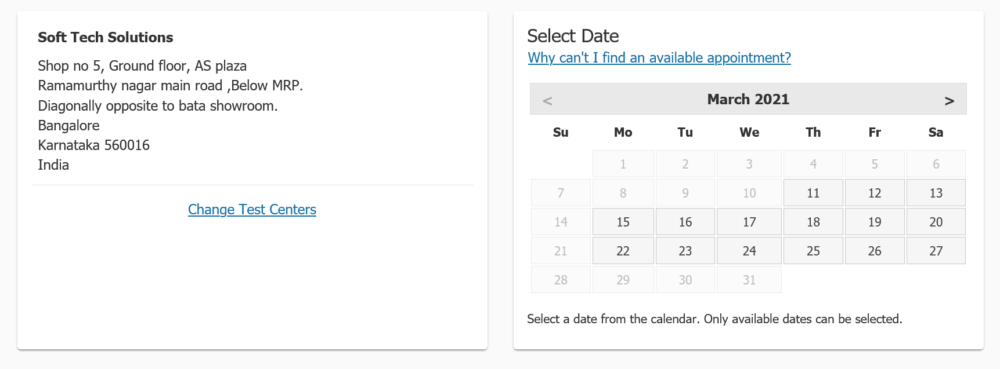 Soft Tech Solutions
Shop no 5, Ground floor, AS plaza
Ramamurthy nagar main road ,Below MRP.
Diagonally opposite to bata showroom.
Bangalore
Karnataka 560016
India
Change Test Centers
Select Date
Why can't I find an available appointment?
< March 2021 >
Su Mo Tu We Th Fr Sa
1 2 3 4 5 6
7 8 9 10 11 12 13
14 15 16 17 18 19 20
21 22 23 24 25 26 27
28 29 30 31
Select a date from the calendar. Only available dates can be selected.